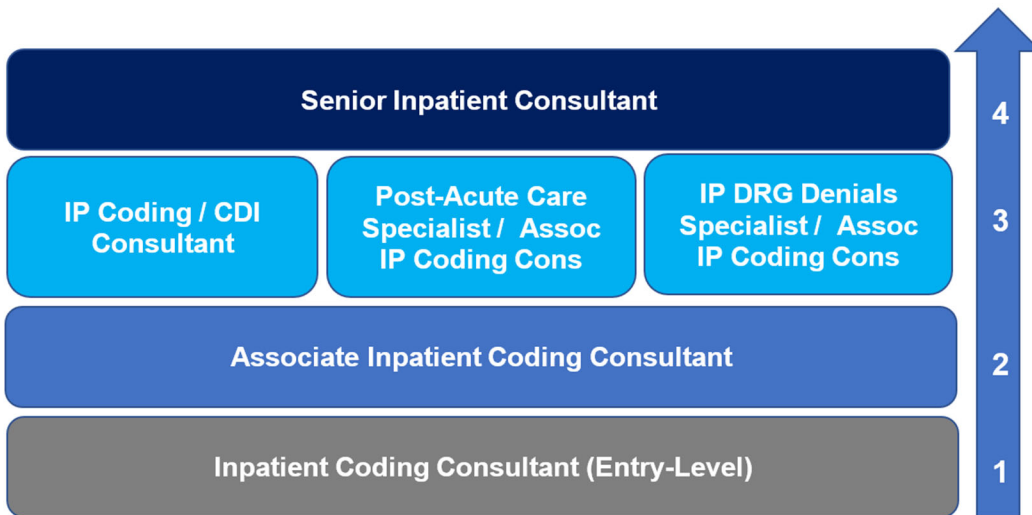 Senior Inpatient Consultant
4
IP Coding / CDI
Consultant
Post-Acute Care
Specialist /  Assoc
IP Coding Cons
IP DRG Denials
Specialist /  Assoc
IP Coding Cons
3
Associate Inpatient Coding Consultant
2
Inpatient Coding Consultant (Entry-Level)
1